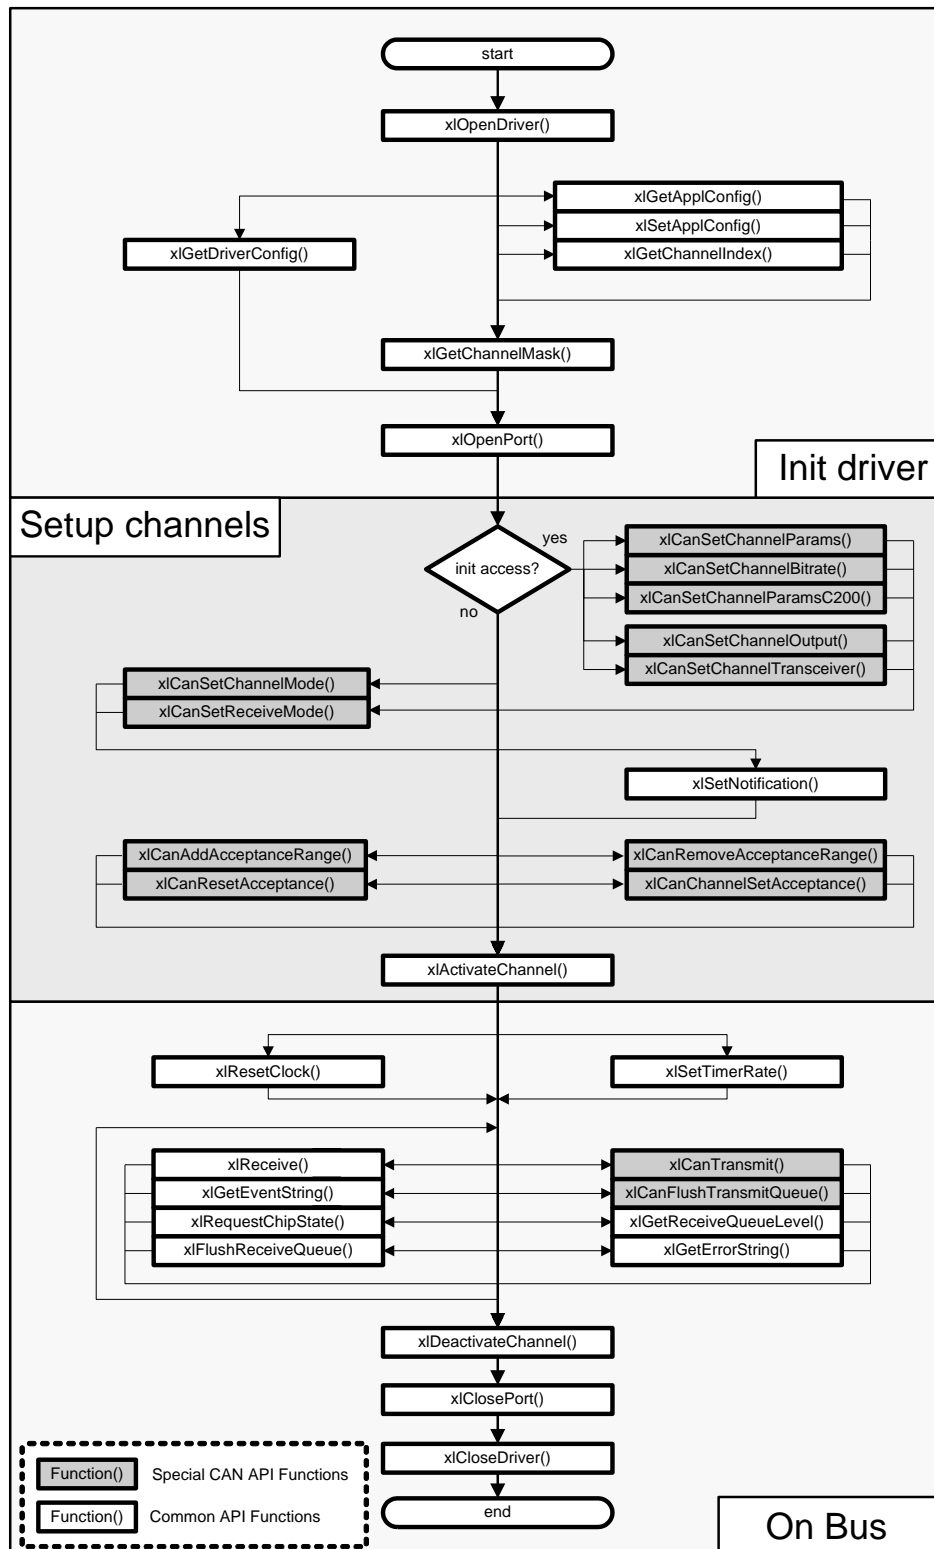 start
xlOpenDriver()
xlGetApplConfig()
xlSetApplConfig()
xlGetDriverConfig()
xlGetChannelIndex()
xlGetChannelMask()
xlOpenPort()
Init driver
Setup channels
yes
init access?
no
xlCanSetChannelParams()
xlCanSetChannelBitrate()
xlCanSetChannelParamsC200()
xlCanSetChannelOutput()
xlCanSetChannelTransceiver()
xlCanSetChannelMode()
xlCanSetReceiveMode()
xlSetNotification()
xlCanAddAcceptanceRange()
xlCanRemoveAcceptanceRange()
xlCanResetAcceptance()
xlCanChannelSetAcceptance()
xlActivateChannel()
xlResetClock()
xlSetTimerRate()
xlReceive()
xlCanTransmit()
xlGetEventString()
xlCanFlushTransmitQueue()
xlRequestChipState()
xlGetReceiveQueueLevel()
xlFlushReceiveQueue()
xlGetErrorString()
xlDeactivateChannel()
xlClosePort()
xlCloseDriver()
end
Function() Special CAN API Functions
Function() Common API Functions
On Bus